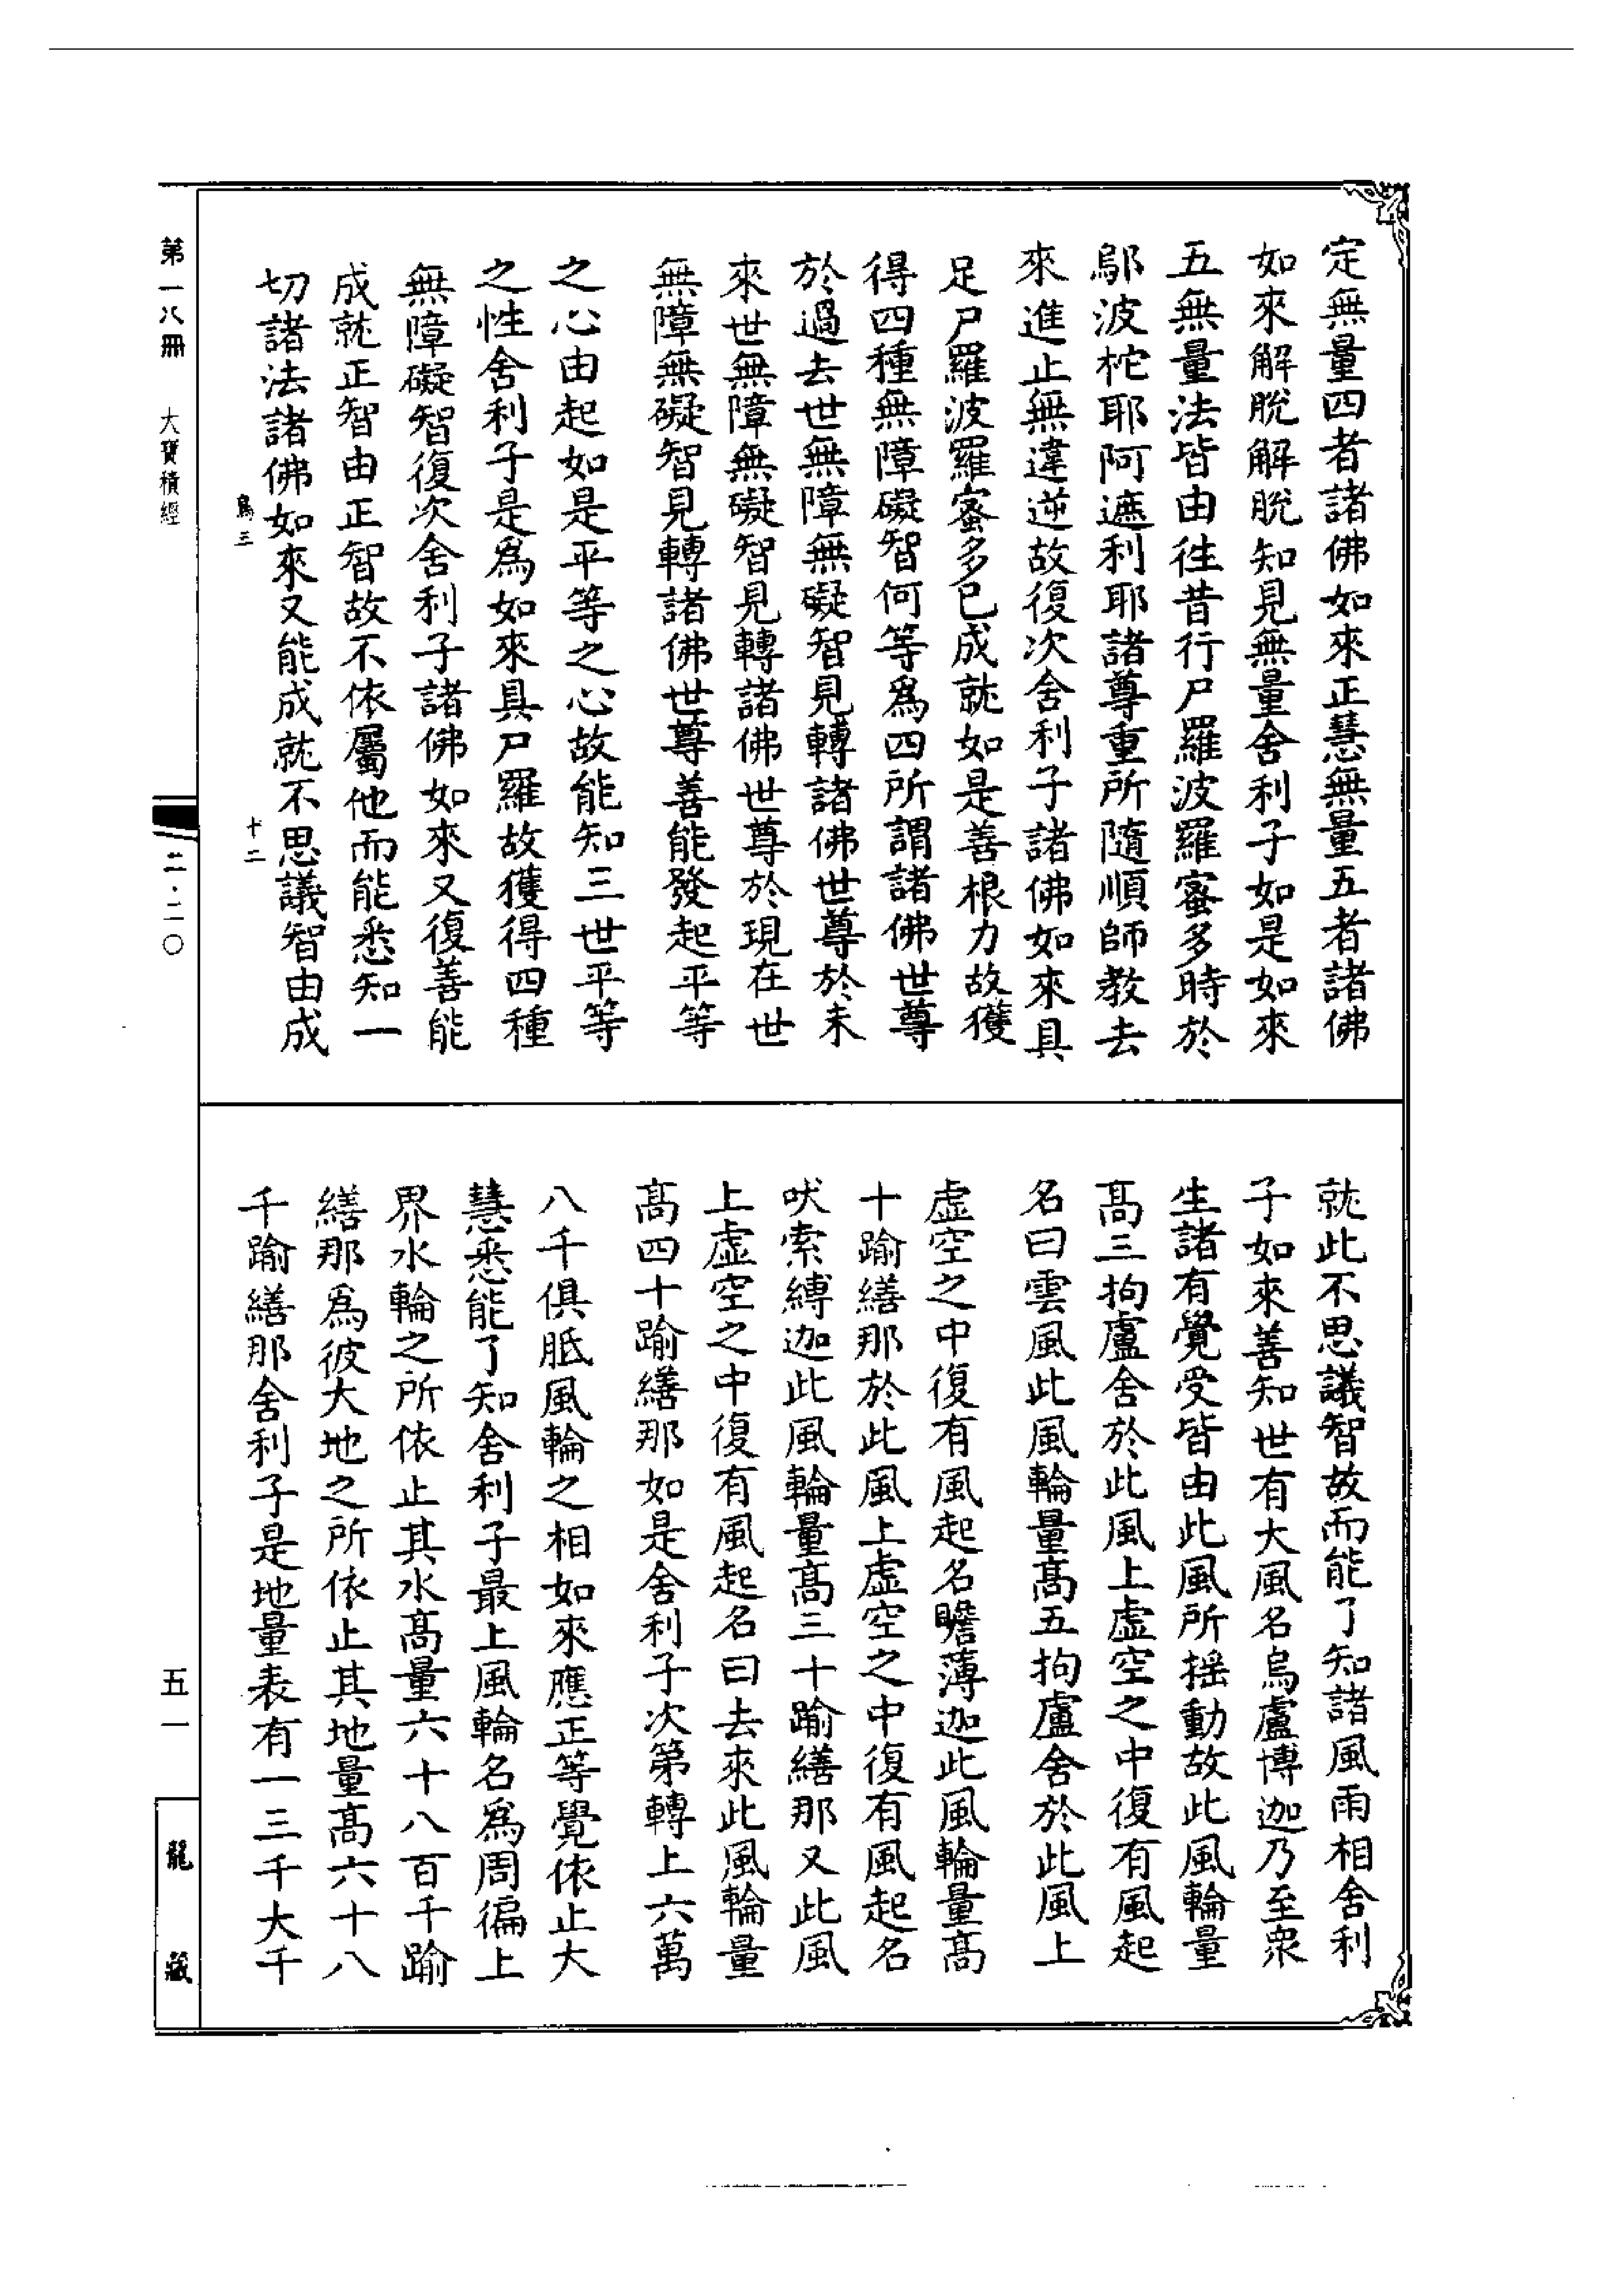 定無量四者諸佛如來正慧無量五者諸佛
如來解脫解脫知見無量舍利子如是如來
五無量法皆由往昔行尸羅波羅蜜多時於
鄔波柁耶阿遮利耶諸尊重所隨順師教去
來進止無違逆故復次舍利子諸佛如來具
足尸羅波羅蜜多已成就如是善根力故獲
得四種無障礙智何等爲四所謂諸佛世尊
於過去世無障無礙智見轉諸佛世尊於未
來世無障無礙智見轉諸佛世尊於現在世
無障無礙智見轉諸佛世尊善能發起平等
之心由起如是平等之心故能知三世平等
之性舍利子是爲如來具尸羅故獲得四種
無障礙智復次舍利子諸佛如來又復善能
成就正智由正智故不依屬他而能悉知一
切諸法諸佛如來又能成就不思議智由成
就此不思議智故而能了知諸風雨相舍利
子如來善知世有大風名烏盧博迦乃至衆
生諸有覺受皆由此風所搖動故此風輪量
高三拘盧舍於此風上虛空之中復有風起
名曰雲風此風輪量高五拘盧舍於此風上
虛空之中復有風起名瞻薄迦此風輪量高
十踰繕那於此風上虛空之中復有風起名
吠索縛迦此風輪量高三十踰繕那又此風
上虛空之中復有風起名曰去來此風輪量
高四十踰繕那如是舍利子次第轉上六萬
八千俱胝風輪之相如來應正等覺依止大
慧悉能了知舍利子最上風輪名爲周徧上
界水輪之所依止其水高量六十八百千踰
繕那爲彼大地之所依止其地量高六十八
千踰繕那舍利子是地量表有一三千大千
第一八冊 大寶積經
烏三 十二
二·二〇
五一
龍藏